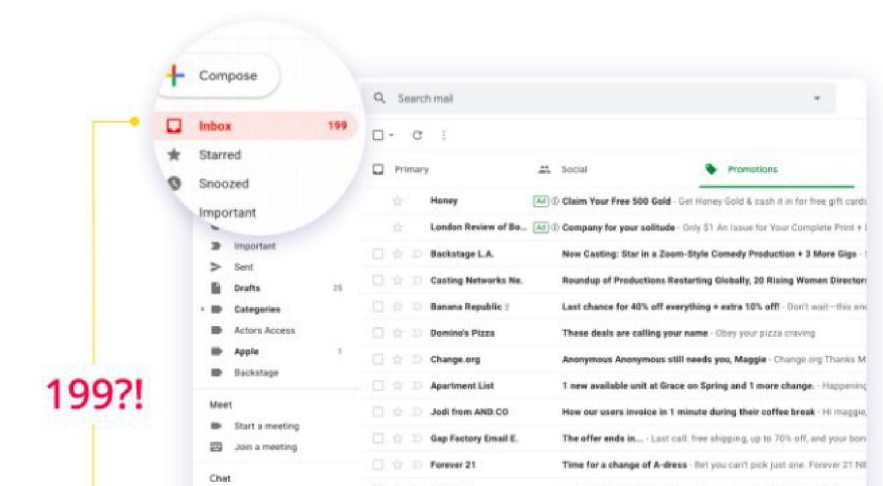 Compose
Inbox 199
Starred
Snoozed
Important
Important
Sent
Drafts 25
Categories
Actors Access
Apple 1
Backstage
Meet
Start a meeting
Join a meeting
Chat
199?!
Search mail
Primary Social Promotions
Honey Ad Claim Your Free 500 Gold - Get Honey Gold & cash it in for free gift cards
London Review of Bo... Ad Company for your solitude - Only $1 An Issue for Your Complete Print +
Backstage L.A. Now Casting: Star in a Zoom-Style Comedy Production + 3 More Gigs -
Casting Networks Ne. Roundup of Productions Restarting Globally, 20 Rising Women Directors
Banana Republic 2 Last chance for 40% off everything + extra 10% off! - Don't wait—this
Domino's Pizza These deals are calling your name - Obey your pizza craving
Change.org Anonymous Anonymous still needs you, Maggie - Change.org Thanks
Apartment List 1 new available unit at Grace on Spring and 1 more change. - Happening
Jodi from AND.CO How our users invoice in 1 minute during their coffee break - Hi maggie,
Gap Factory Email E. The offer ends in... - Last call: free shipping, up to 70% off, and your
Forever 21 Time for a change of A-dress - Bet you can't pick just one. Forever 21